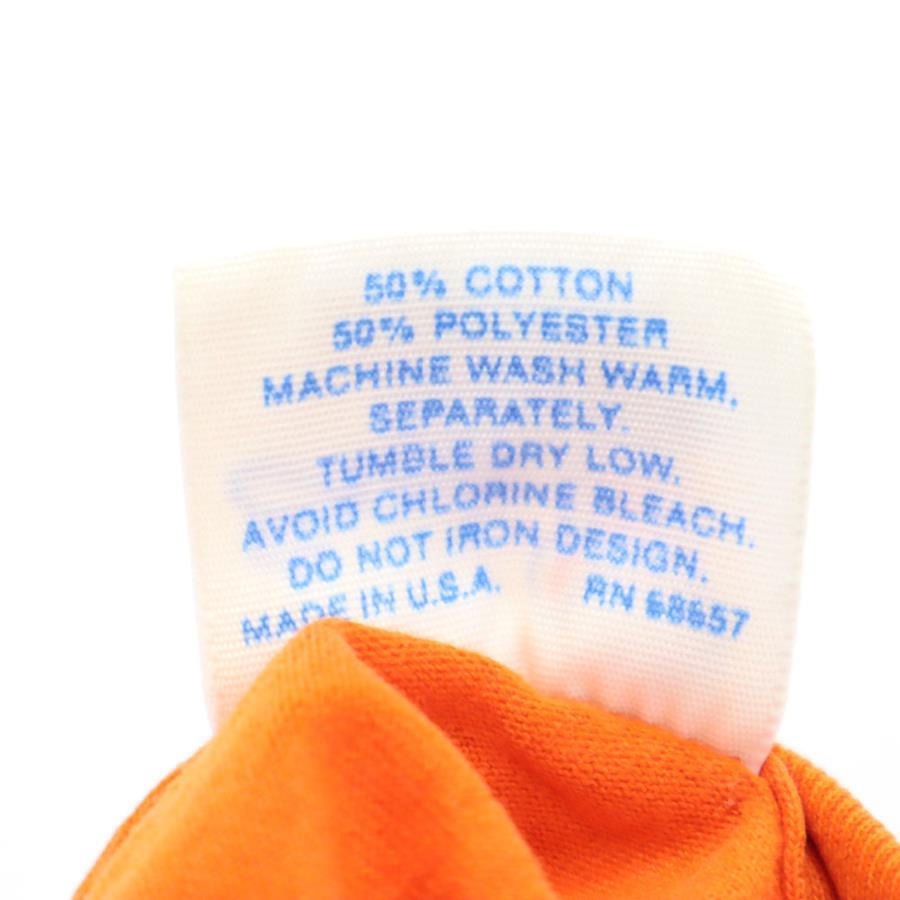 50% COTTON
50% POLYESTER
MACHINE WASH WARM.
SEPARATELY.
TUMBLE DRY LOW.
AVOID CHLORINE BLEACH.
DO NOT IRON DESIGN.
MADE IN U.S.A. RN